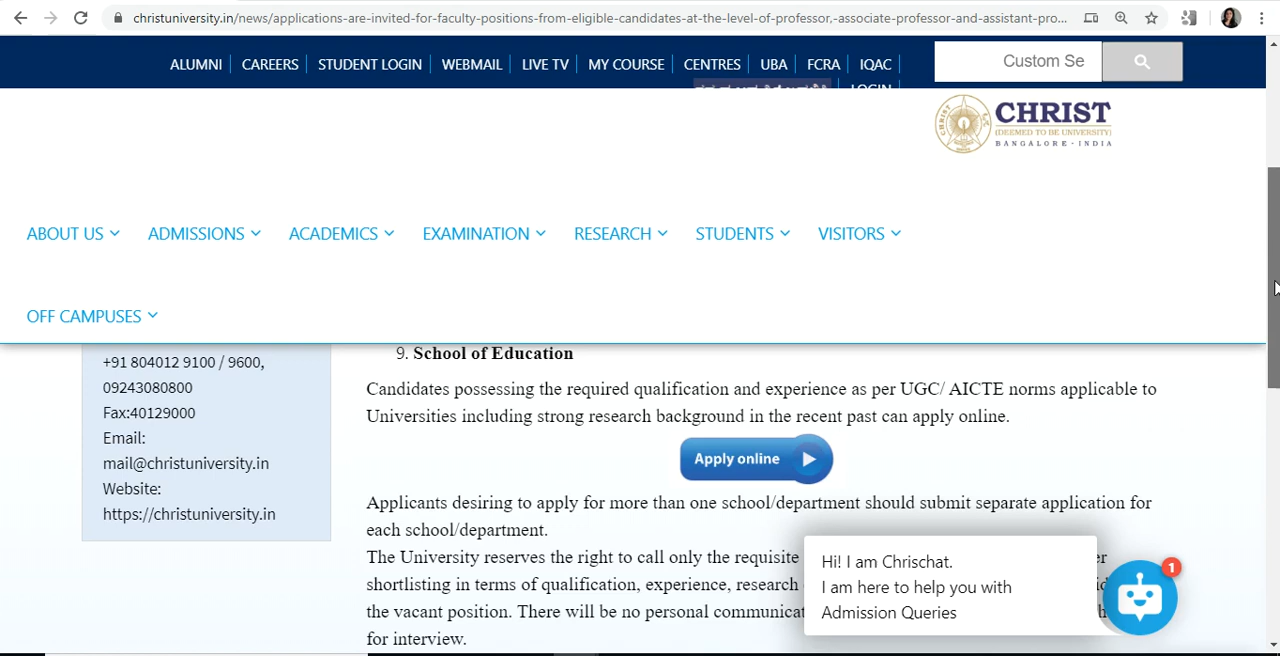 christuniversity.in/news/applications-are-invited-for-faculty-positions-from-eligible-candidates-at-the-level-of-professor,-associate-professor-and-assistant-pro...
ALUMNI CAREERS STUDENT LOGIN WEBMAIL LIVE TV MY COURSE CENTRES UBA FCRA IQAC
LOGIN
Custom Se
CHRIST
(DEEMED TO BE UNIVERSITY)
BANGALORE · INDIA
ABOUT US ADMISSIONS ACADEMICS EXAMINATION RESEARCH STUDENTS VISITORS
OFF CAMPUSES
+91 804012 9100 / 9600,
09243080800
Fax:40129000
Email:
mail@christuniversity.in
Website:
https://christuniversity.in
9. School of Education
Candidates possessing the required qualification and experience as per UGC/ AICTE norms applicable to
Universities including strong research background in the recent past can apply online.
Apply online
Applicants desiring to apply for more than one school/department should submit separate application for
each school/department.
The University reserves the right to call only the requisite
shortlisting in terms of qualification, experience, research
the vacant position. There will be no personal
for interview.
Hi! I am Chrischat.
I am here to help you with
Admission Queries
1